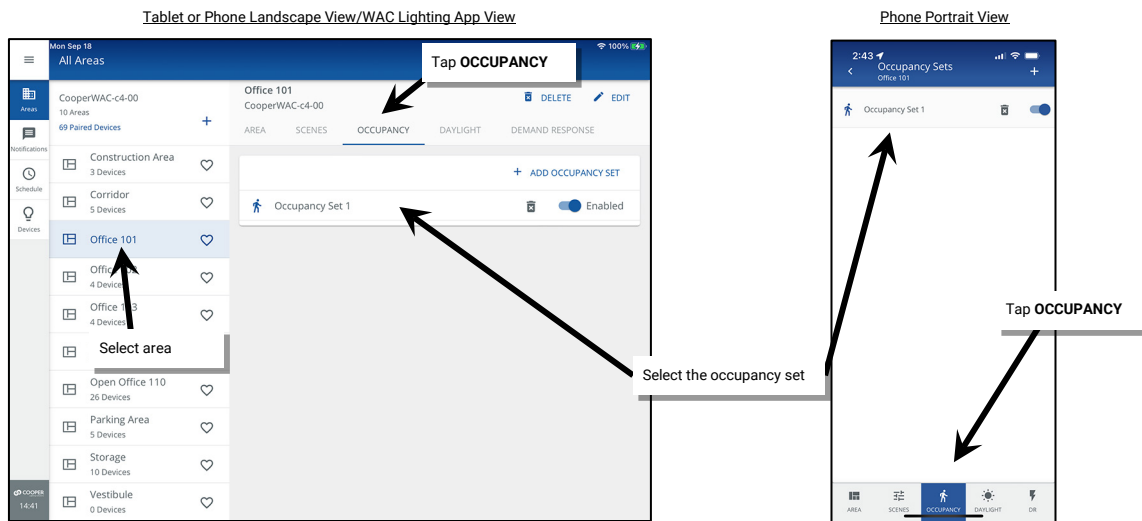 Tablet or Phone Landscape View/WAC Lighting App View
Mon Sep 18
100%
All Areas
Tap OCCUPANCY
Areas
Notifications
Schedule
Devices
COOPER
14:41
CooperWAC-c4-00
10 Areas
69 Paired Devices
+
Construction Area
3 Devices
Corridor
5 Devices
Office 101
4 Devices
Office
4 Devices
Select area
Open Office 110
26 Devices
Parking Area
5 Devices
Storage
10 Devices
Vestibule
0 Devices
Office 101
CooperWAC-c4-00
DELETE
EDIT
AREA SCENES OCCUPANCY DAYLIGHT DEMAND RESPONSE
+ ADD OCCUPANCY SET
Occupancy Set 1
Enabled
Select the occupancy set
Phone Portrait View
2:43
Occupancy Sets
Office 101
+
Occupancy Set 1
Tap OCCUPANCY
AREA SCENES OCCUPANCY DAYLIGHT DR